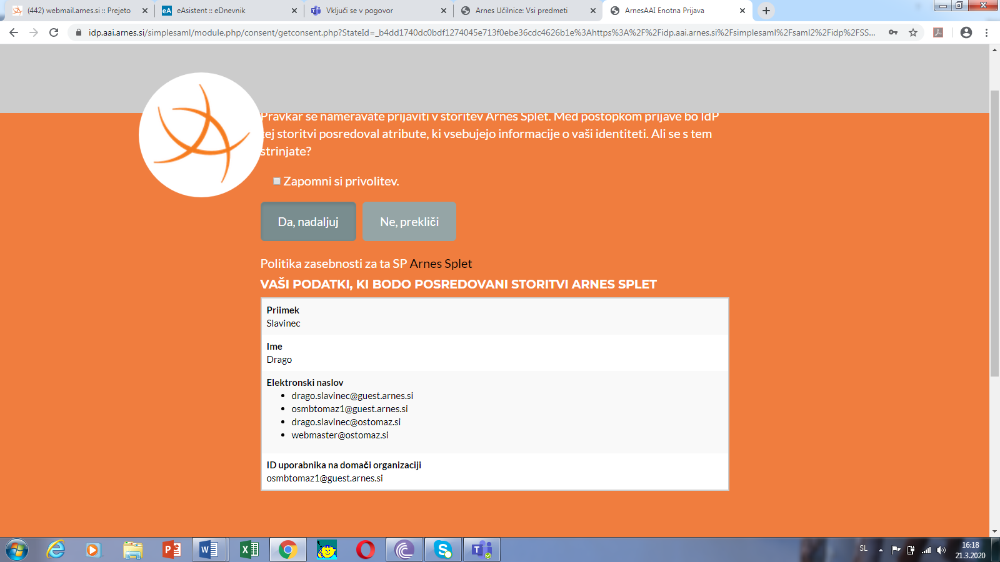 (442) webmail.arnes.si :: Prejeto
eAsistent :: eDnevnik
Vključi se v pogovor
Arnes Učilnice: Vsi predmeti
ArnesAAI Enotna Prijava
idp.aai.arnes.si/simplesaml/module.php/consent/getconsent.php?StateId=_b4dd1740dc0bdf1274045e713f0ebe36cdc4626b1e%3Ahttps%3A%2F%2Fidp.aai.arnes.si%2Fsimplesaml%2Fsaml2%2Fidp%2FSS...
Pravkar se nameravate prijaviti v storitev Arnes Splet. Med postopkom prijave bo IdP
tej storitvi posredoval atribute, ki vsebujejo informacije o vaši identiteti. Ali se s tem
strinjate?
Zapomni si privolitev.
Da, nadaljuj
Ne, prekliči
Politika zasebnosti za ta SP Arnes Splet
VAŠI PODATKI, KI BODO POSREDOVANI STORITVI ARNES SPLET
Priimek
Slavinec
Ime
Drago
Elektronski naslov
• drago.slavinec@guest.arnes.si
• osmbtomaz1@guest.arnes.si
• drago.slavinec@ostomaz.si
• webmaster@ostomaz.si
ID uporabnika na domači organizaciji
osmbtomaz1@guest.arnes.si
SL
16:18
21.3.2020